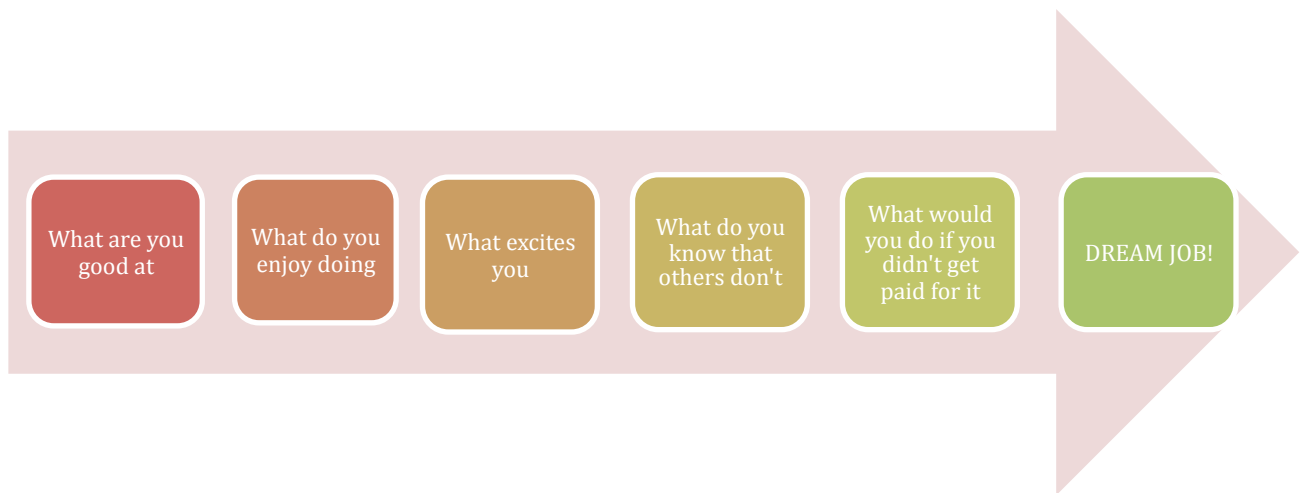 What are you
good at
What do you
enjoy doing
What excites
you
What do you
know that
others don't
What would
you do if you
didn't get
paid for it
DREAM JOB!